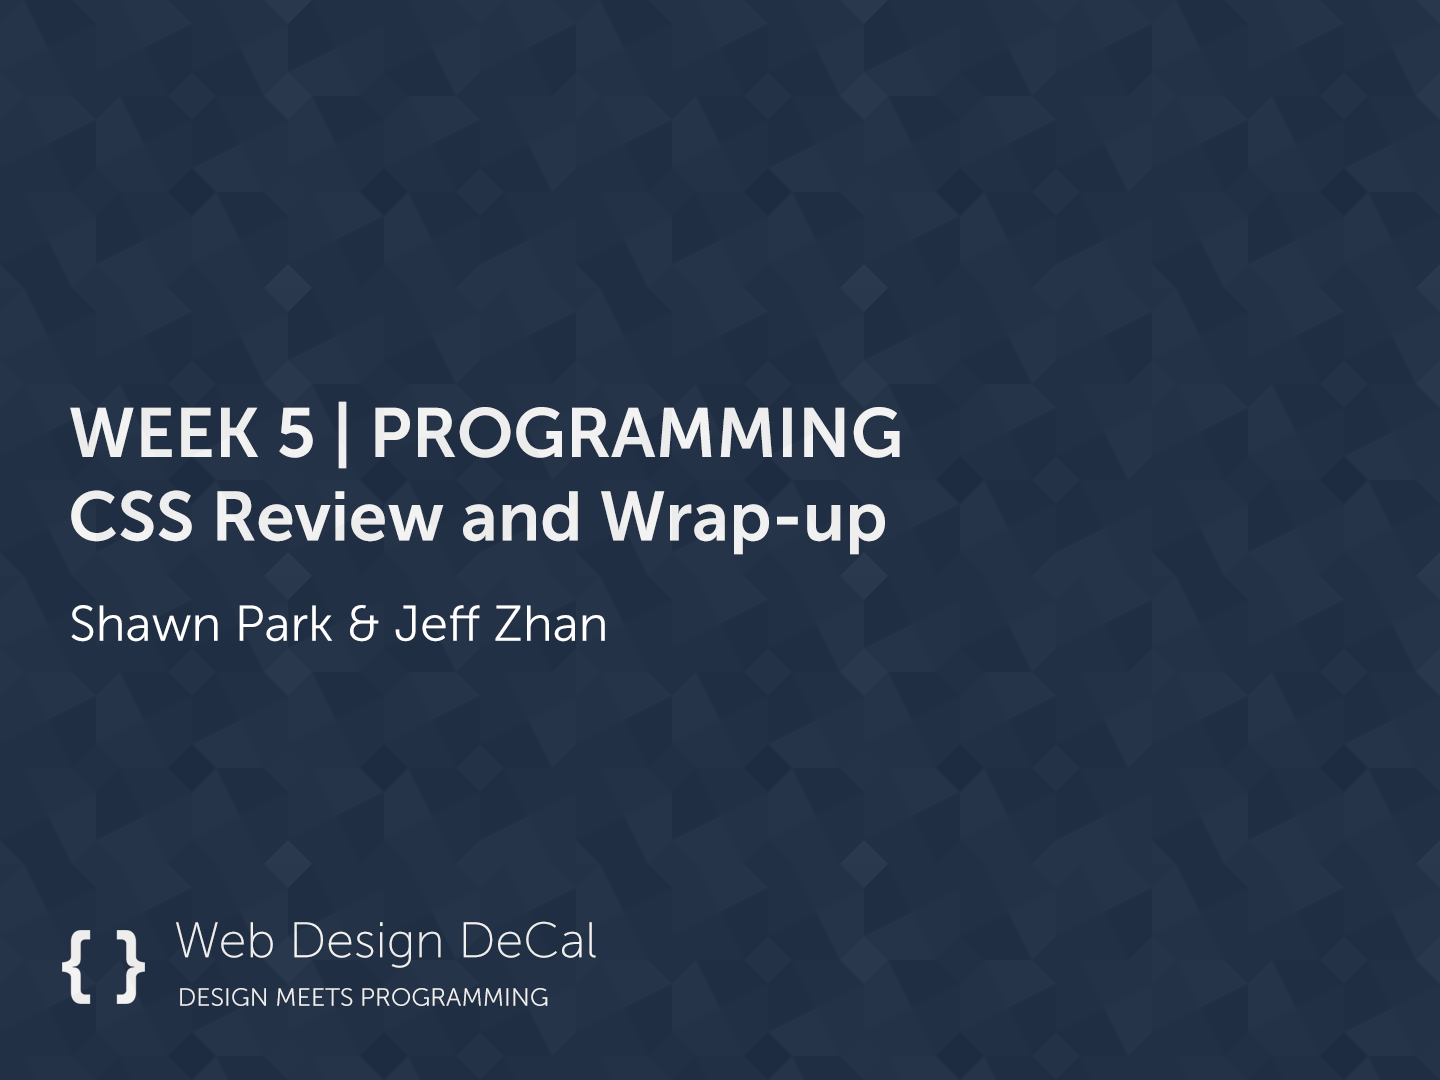 WEEK 5 | PROGRAMMING
CSS Review and Wrap-up
Shawn Park & Jeff Zhan
{ } Web Design DeCal
DESIGN MEETS PROGRAMMING